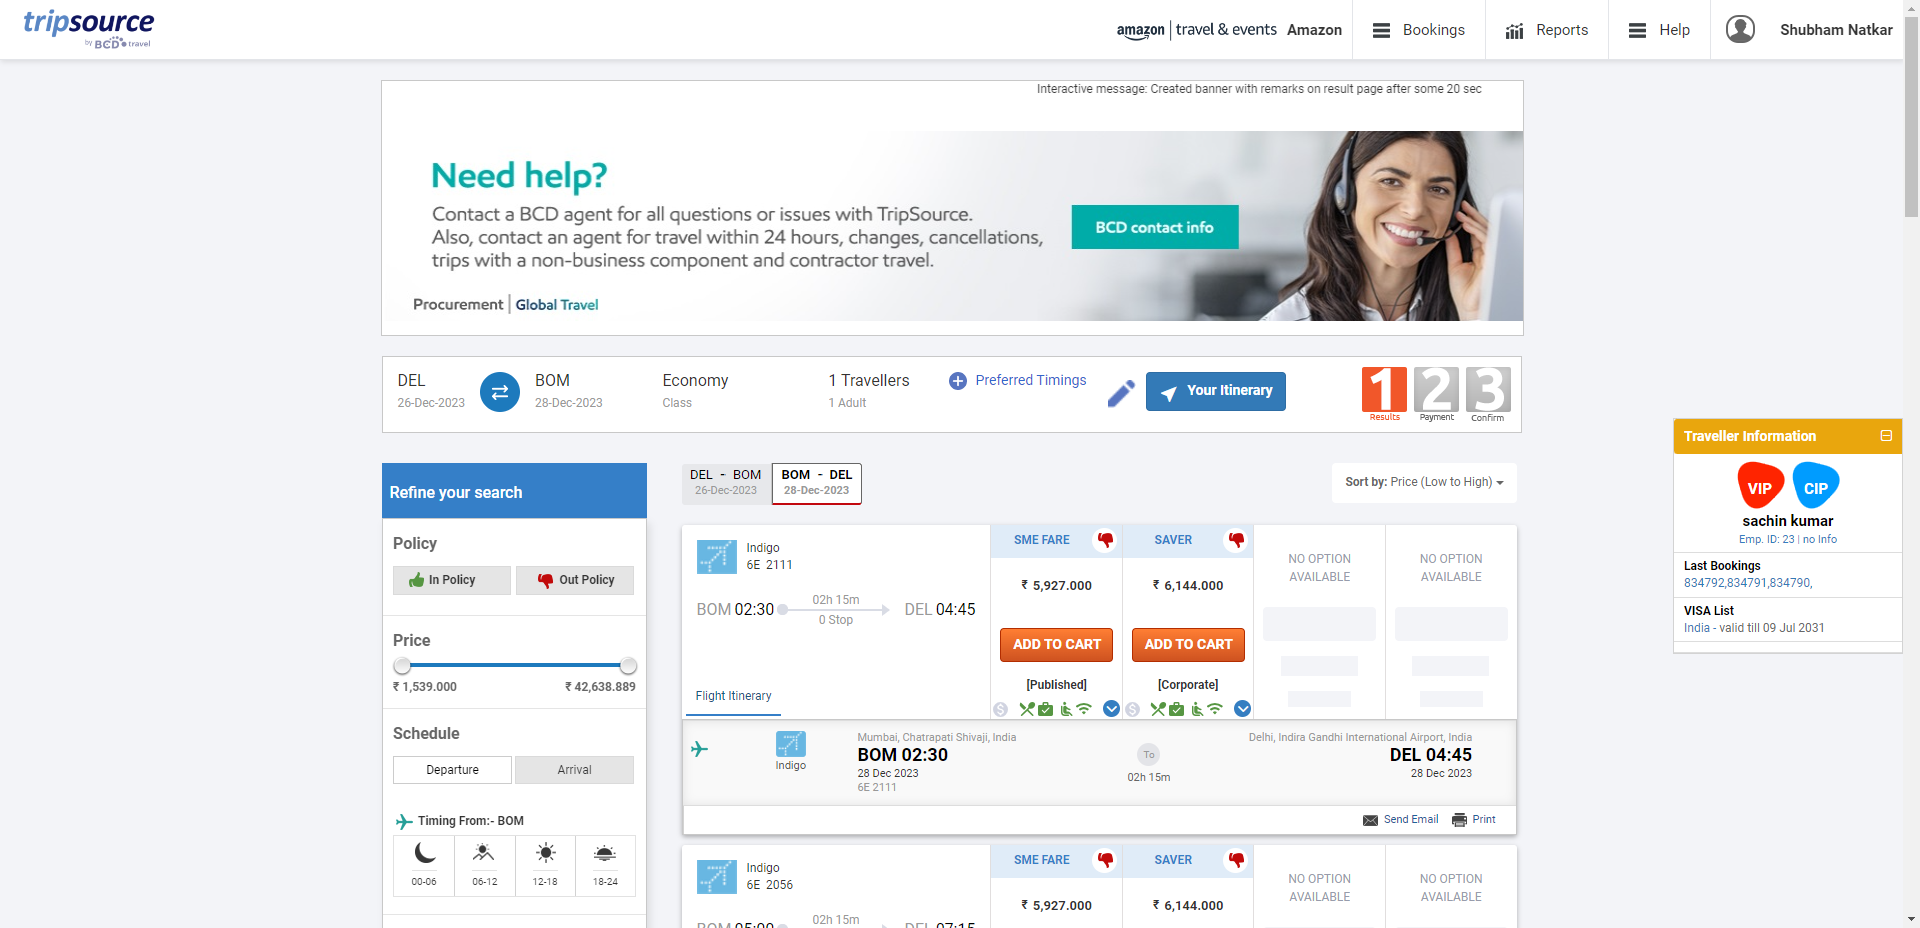 tripsource
by BCD travel
amazon | travel & events Amazon
Bookings
Reports
Help
Shubham Natkar
Interactive message: Created banner with remarks on result page after some 20 sec
Need help?
Contact a BCD agent for all questions or issues with TripSource.
Also, contact an agent for travel within 24 hours, changes, cancellations,
trips with a non-business component and contractor travel.
BCD contact info
Procurement | Global Travel
DEL
26-Dec-2023
BOM
28-Dec-2023
Economy
Class
1 Travellers
1 Adult
Preferred Timings
Your Itinerary
1
Results
2
Payment
3
Confirm
Traveller Information
VIP
CIP
sachin kumar
Emp. ID: 23 | no Info
Last Bookings
834792,834791,834790,
VISA List
India - valid till 09 Jul 2031
Refine your search
Policy
In Policy
Out Policy
Price
₹ 1,539.000
₹ 42,638.889
Schedule
Departure
Arrival
Timing From:- BOM
00-06
06-12
12-18
18-24
DEL - BOM
26-Dec-2023
BOM - DEL
28-Dec-2023
Sort by: Price (Low to High)
Indigo
6E 2111
BOM 02:30
02h 15m
0 Stop
DEL 04:45
Flight Itinerary
SME FARE
₹ 5,927.000
ADD TO CART
[Published]
SAVER
₹ 6,144.000
ADD TO CART
[Corporate]
NO OPTION
AVAILABLE
NO OPTION
AVAILABLE
Indigo
Mumbai, Chatrapati Shivaji, India
BOM 02:30
28 Dec 2023
6E 2111
To
02h 15m
Delhi, Indira Gandhi International Airport, India
DEL 04:45
28 Dec 2023
Send Email
Print
Indigo
6E 2056
BOM 05:00
02h 15m
DEL 07:15
SME FARE
₹ 5,927.000
SAVER
₹ 6,144.000
NO OPTION
AVAILABLE
NO OPTION
AVAILABLE